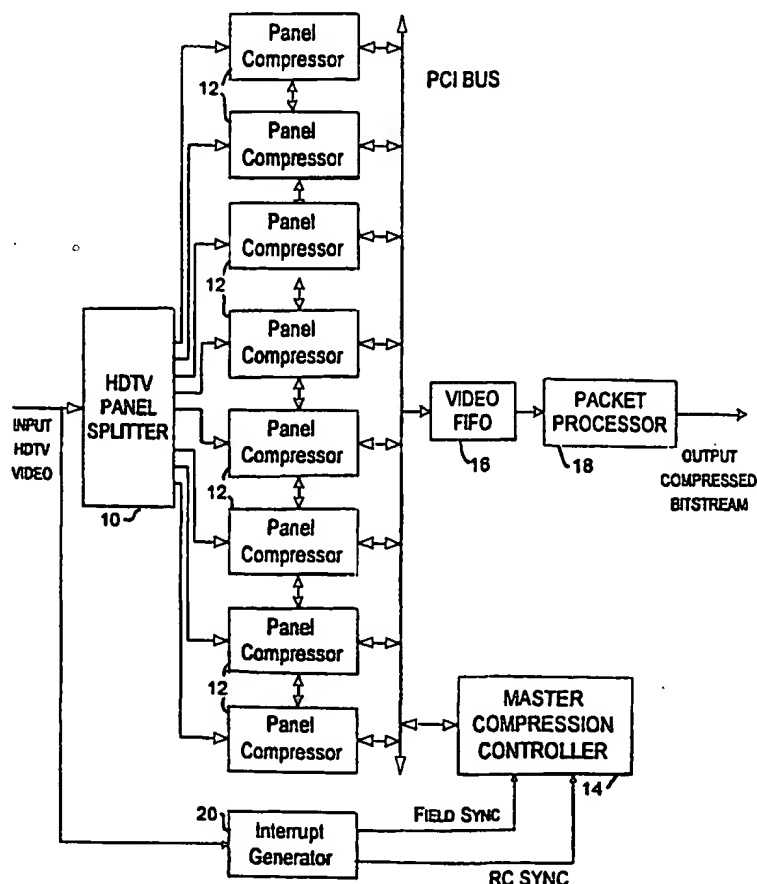 Panel
Compressor
12
PCI BUS
Panel
Compressor
Panel
Compressor
12
Panel
Compressor
HDTV
PANEL
SPLITTER
10
INPUT
HDTV
VIDEO
Panel
Compressor
12
12
Panel
Compressor
VIDEO
FIFO
16
PACKET
PROCESSOR
18
OUTPUT
COMPRESSED
BITSTREAM
Panel
Compressor
12
Panel
Compressor
MASTER
COMPRESSION
CONTROLLER
14
20
Interrupt
Generator
FIELD SYNC
RC SYNC